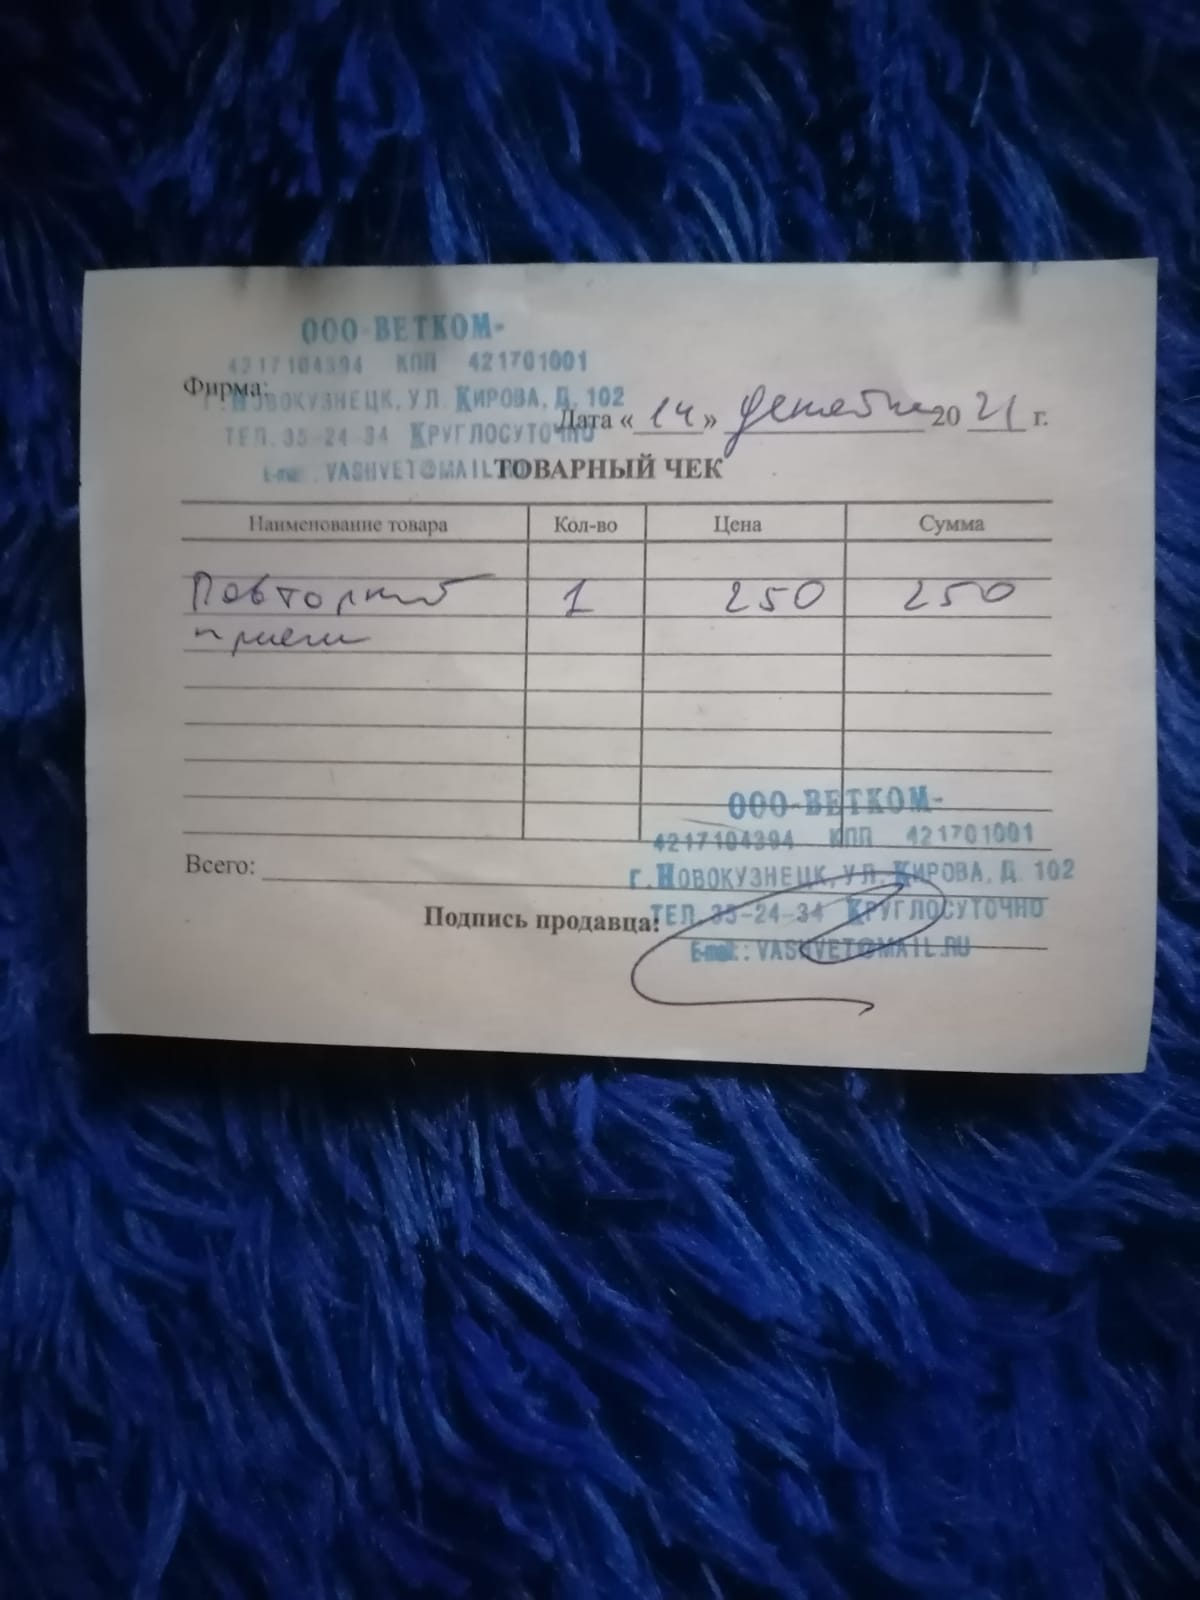 ООО-ВЕТКОМ-
4217104394 КПП 421701001
Фирма:
г. Новокузнецк, ул. Кирова, д. 102
Дата «14» декабря 2021 г.
ТЕЛ. 35-24-34 Круглосуточно
E-mail: VASHVET@MAIL.RU
ТОВАРНЫЙ ЧЕК
Наименование товара Кол-во Цена Сумма
Повторный 1 250 250
прием
ООО-ВЕТКОМ-
4217104394 КПП 421701001
Всего:
г. Новокузнецк, ул. Кирова, д. 102
Подпись продавца:
ТЕЛ. 35-24-34 Круглосуточно
E-mail: VASHVET@MAIL.RU